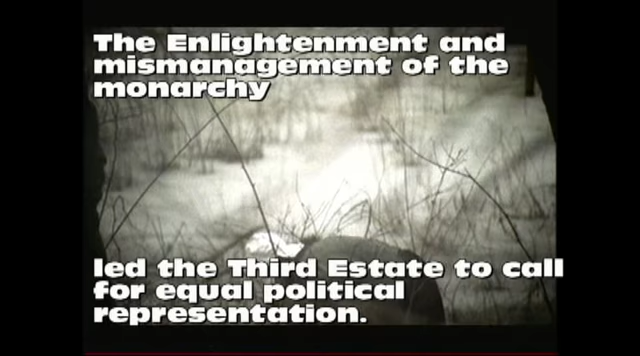 The Enlightenment and
mismanagement of the
monarchy
led the Third Estate to call
for equal political
representation.